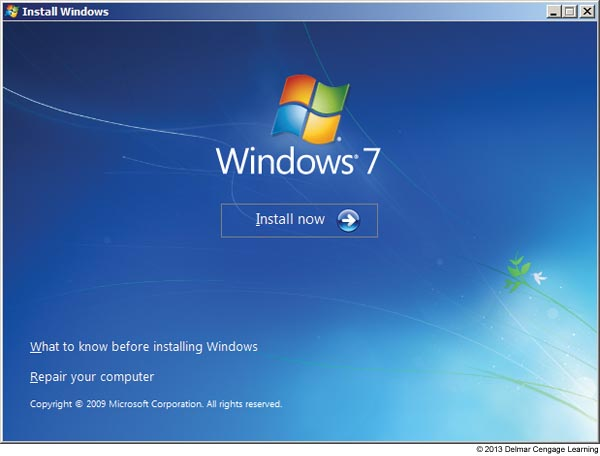 Install Windows
Windows® 7
Install now
What to know before installing Windows
Repair your computer
Copyright © 2009 Microsoft Corporation. All rights reserved.
© 2013 Delmar Cengage Learning